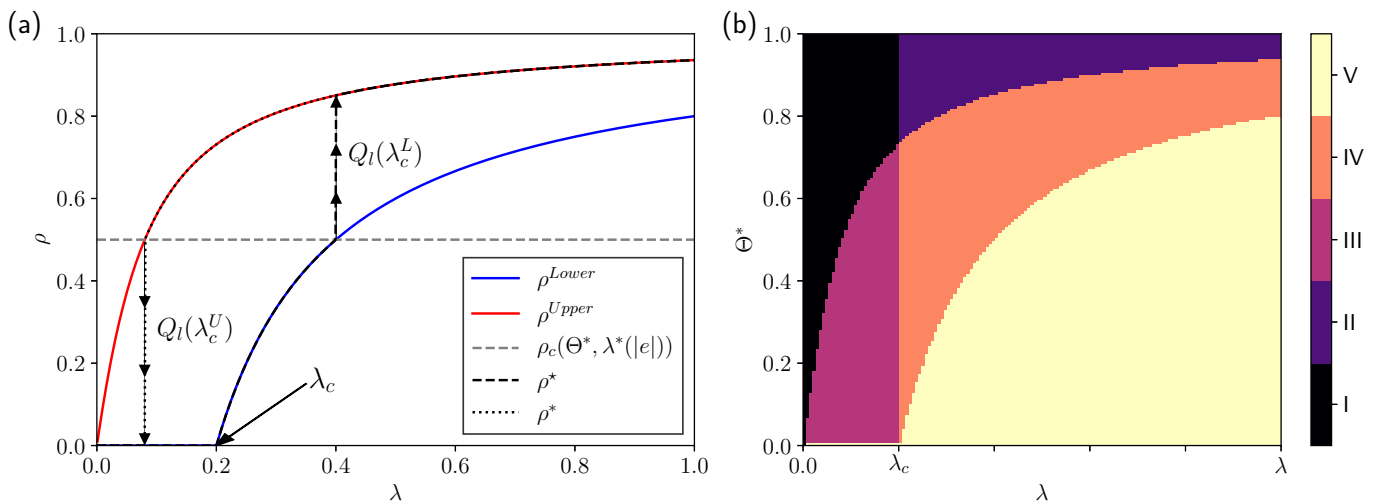 (a)
1.0
0.8
0.6
0.4
0.2
0.0
ρ
0.0 0.2 0.4 0.6 0.8 1.0
λ
Q_l(λ_c^L)
Q_l(λ_c^U)
λ_c
ρ^{Lower}
ρ^{Upper}
ρ_c(Θ^*, λ^*(|e|))
ρ^⋆
ρ^*
(b)
1.0
0.8
0.6
0.4
0.2
0.0
Θ^*
0.0 λ_c λ
λ
V
IV
III
II
I